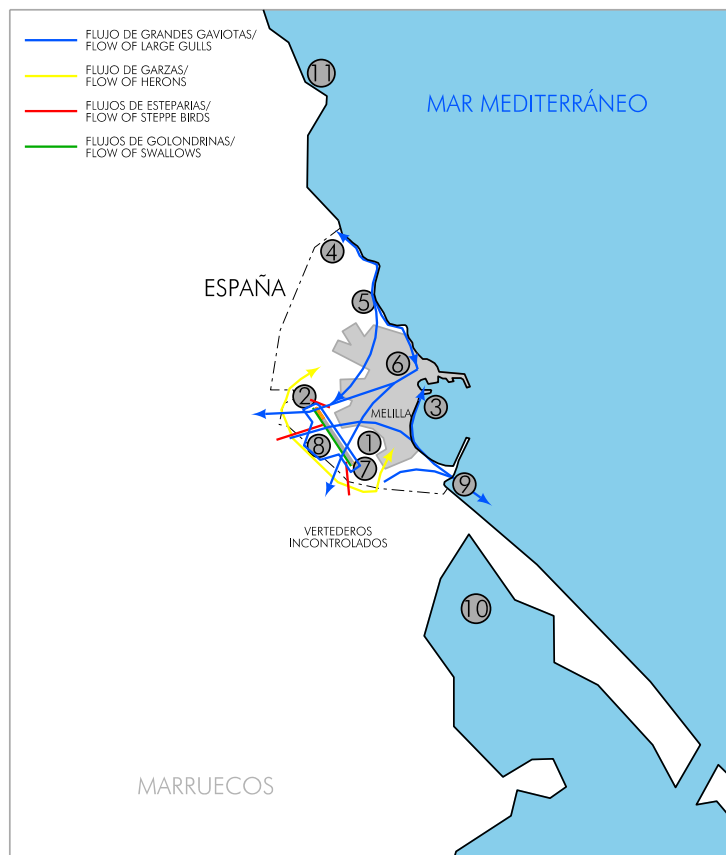 FLUJO DE GRANDES GAVIOTAS/
FLOW OF LARGE GULLS
FLUJO DE GARZAS/
FLOW OF HERONS
FLUJOS DE ESTEPARIAS/
FLOW OF STEPPE BIRDS
FLUJOS DE GOLONDRINAS/
FLOW OF SWALLOWS
11
MAR MEDITERRÁNEO
4
ESPAÑA
5
6
2
3
MELILLA
1
8
7
9
VERTEDEROS
INCONTROLADOS
10
MARRUECOS